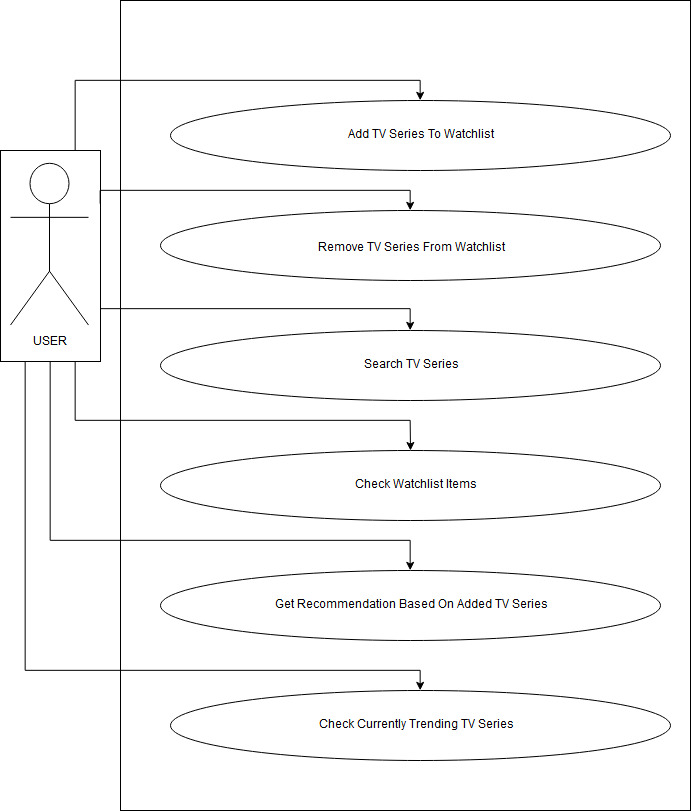 Add TV Series To Watchlist
Remove TV Series From Watchlist
USER
Search TV Series
Check Watchlist Items
Get Recommendation Based On Added TV Series
Check Currently Trending TV Series